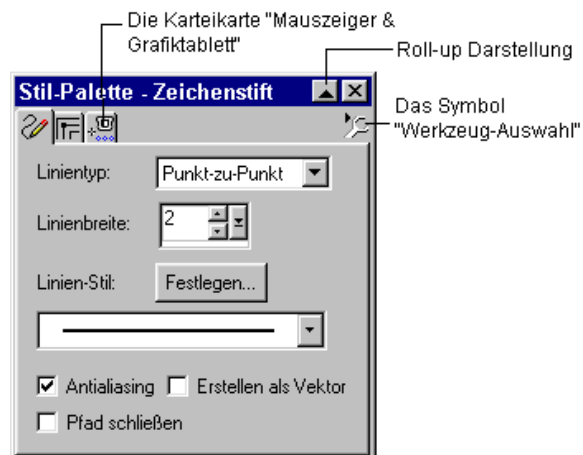 Die Karteikarte "Mauszeiger &
Grafiktablett"
Roll-up Darstellung
Stil-Palette - Zeichenstift
Das Symbol
"Werkzeug-Auswahl"
Linientyp: Punkt-zu-Punkt
Linienbreite: 2
Linien-Stil: Festlegen...
Antialiasing Erstellen als Vektor
Pfad schließen